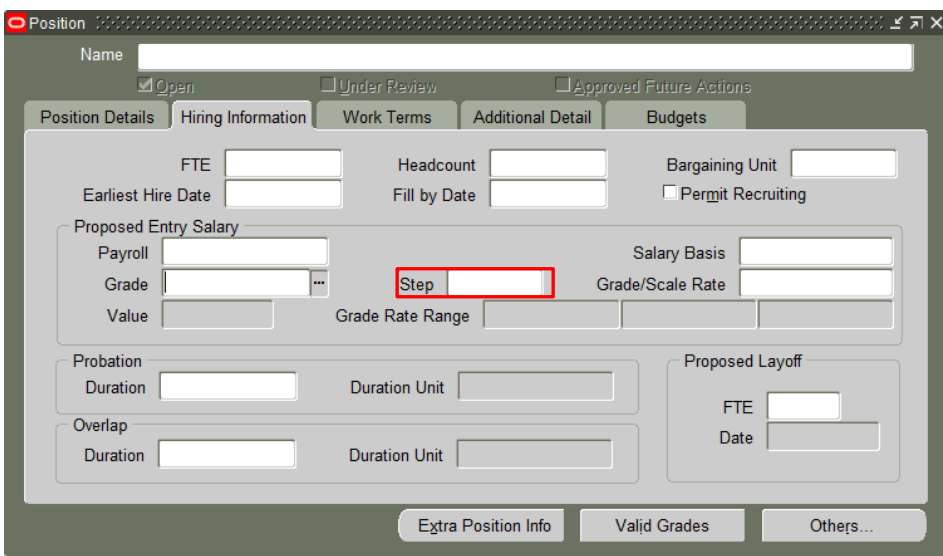 Position
Name
Open Under Review Approved Future Actions
Position Details Hiring Information Work Terms Additional Detail Budgets
FTE Headcount Bargaining Unit
Earliest Hire Date Fill by Date Permit Recruiting
Proposed Entry Salary
Payroll Salary Basis
Grade ... Step Grade/Scale Rate
Value Grade Rate Range
Probation Proposed Layoff
Duration Duration Unit
FTE
Overlap
Date
Duration Duration Unit
Extra Position Info Valid Grades Others...